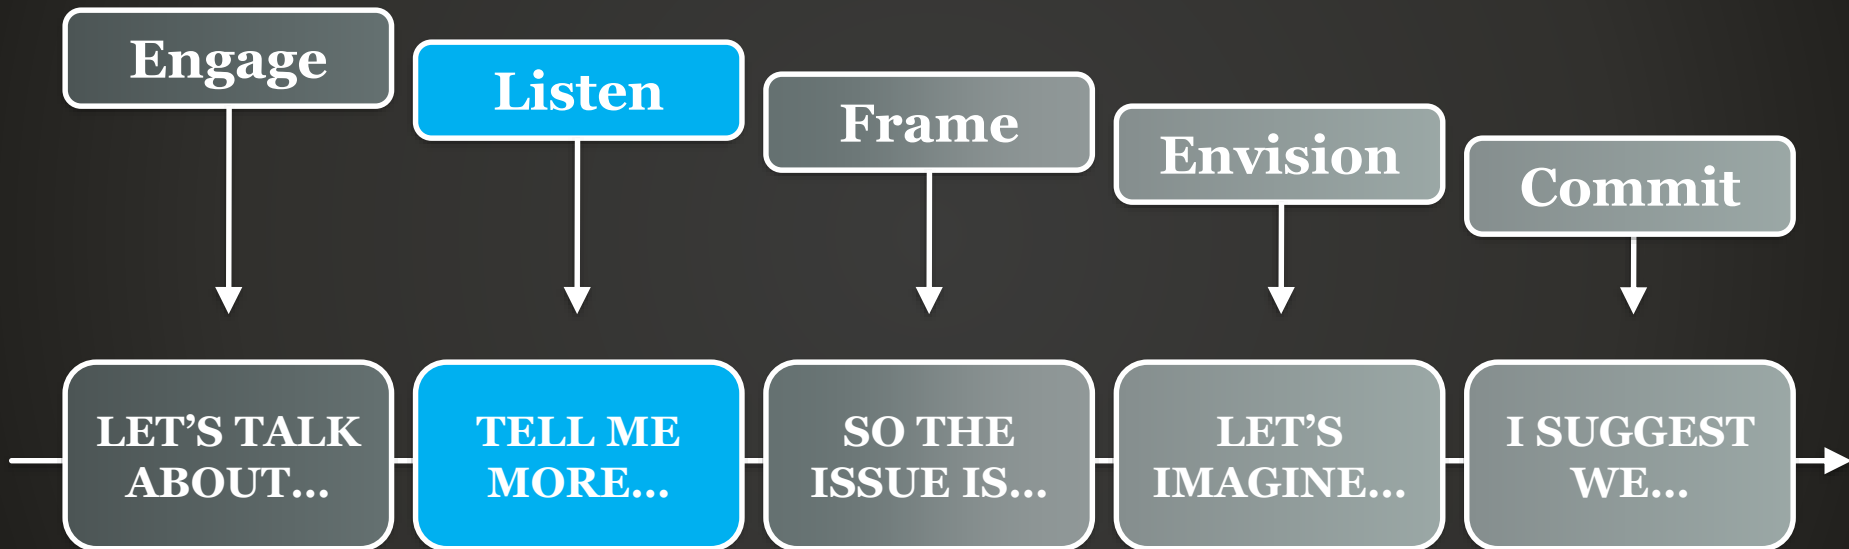 Engage
Listen
Frame
Envision
Commit
LET’S TALK
ABOUT…
TELL ME
MORE…
SO THE
ISSUE IS…
LET’S
IMAGINE…
I SUGGEST
WE…